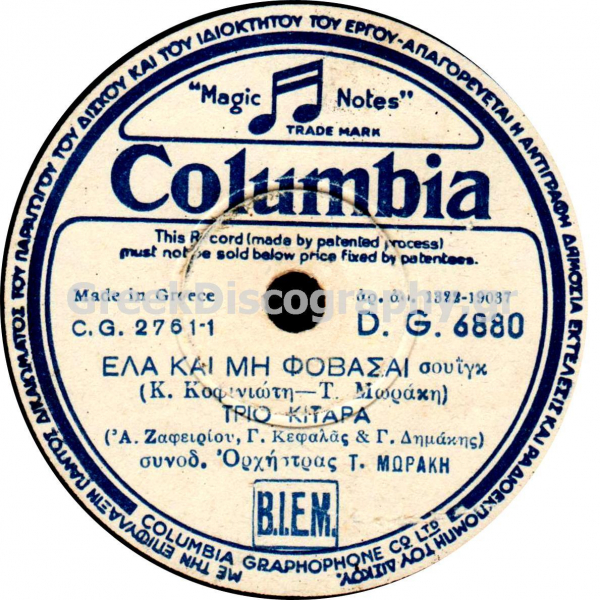 ΜΕ ΤΗΝ ΕΠΙΦΥΛΑΞΙΝ ΠΑΝΤΟΣ ΔΙΚΑΙΩΜΑΤΟΣ ΤΟΥ ΠΑΡΑΓΩΓΟΥ ΤΟΥ ΔΙΣΚΟΥ ΚΑΙ ΤΟΥ ΙΔΙΟΚΤΗΤΟΥ ΤΟΥ ΕΡΓΟΥ-ΑΠΑΓΟΡΕΥΕΤΑΙ Η ΑΝΤΙΓΡΑΦΗ ΔΗΜΟΣΙΑ ΕΚΤΕΛΕΣΙΣ ΚΑΙ ΡΑΔΙΟΕΚΠΟΜΠΗ ΤΟΥ ΔΙΣΚΟΥ.
"Magic Notes"
TRADE MARK
Columbia
This Record (made by patented process)
must not be sold below price fixed by patentees.
GreekDiscography.gr
Made in Greece
C.G. 2761-1 D. G. 6880
ΕΛΑ ΚΑΙ ΜΗ ΦΟΒΑΣΑΙ σουΐγκ
(Κ. Κοφινιώτη—Τ. Μωράκη)
ΤΡΙΟ ΚΙΤΑΡΑ
('Α. Ζαφειρίου, Γ. Κεφαλᾶς & Γ. Δημάκης)
συνοδ. Ὀρχήστρας Τ. ΜΩΡΑΚΗ
B.I.E.M.
COLUMBIA GRAPHOPHONE CO LTD